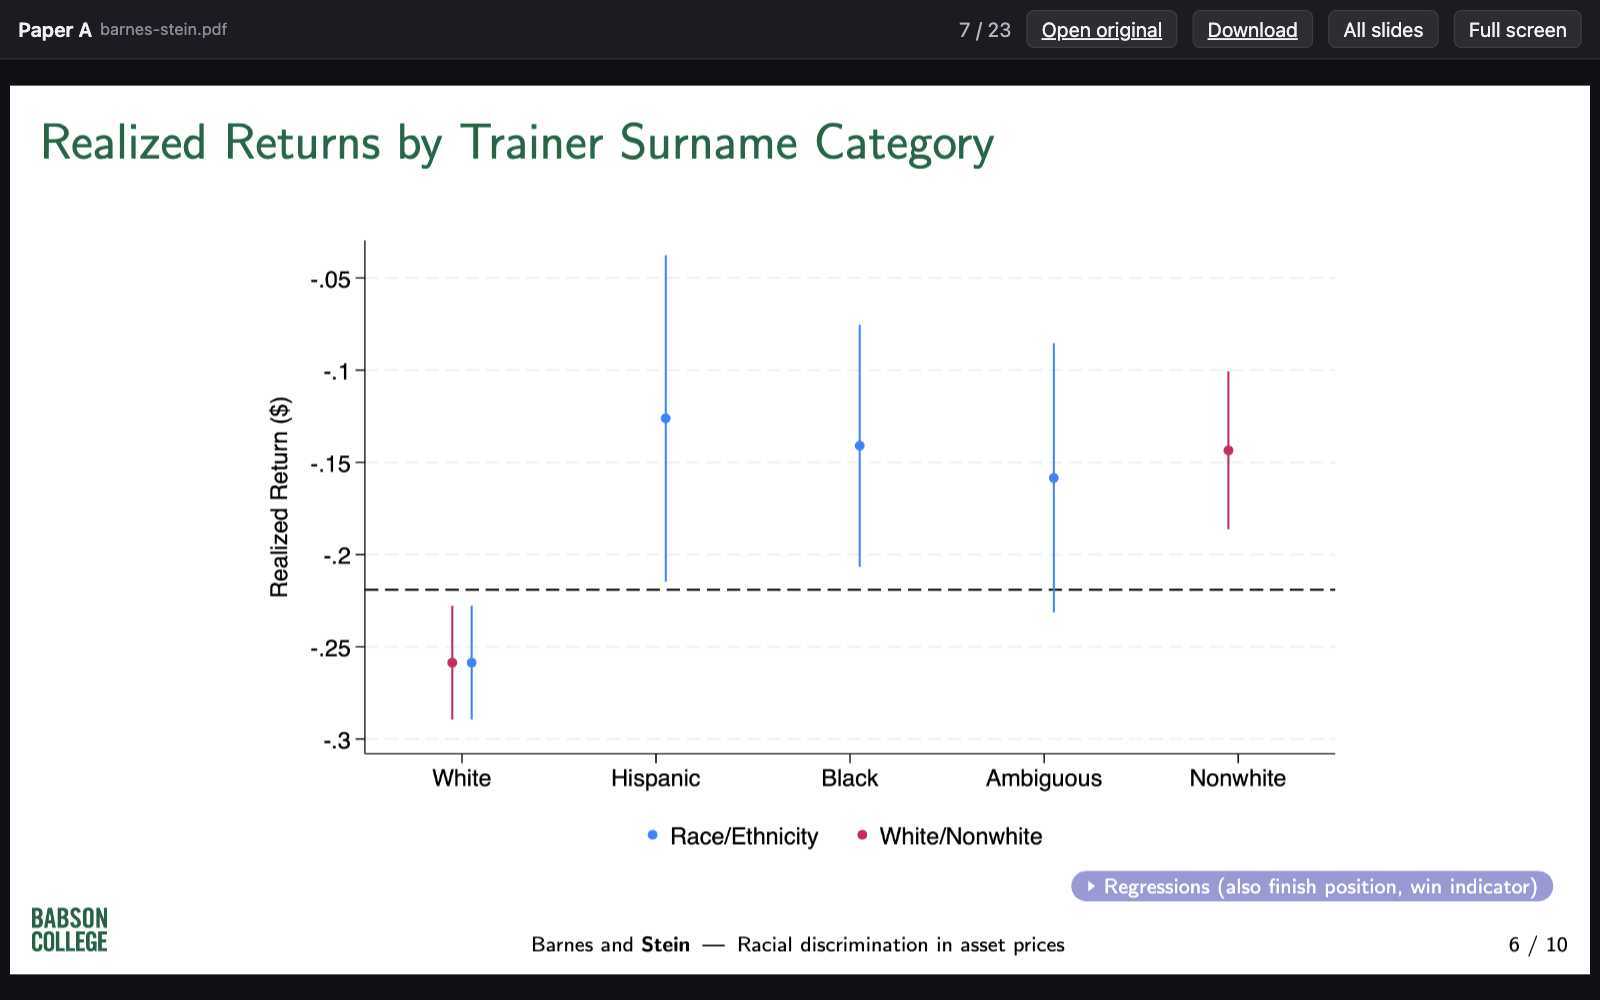 Paper A barnes-stein.pdf 7 / 23 Open original Download All slides Full screen
Realized Returns by Trainer Surname Category
Realized Return ($)
-.05
-.1
-.15
-.2
-.25
-.3
White Hispanic Black Ambiguous Nonwhite
Race/Ethnicity White/Nonwhite
Regressions (also finish position, win indicator)
BABSON
COLLEGE
Barnes and Stein — Racial discrimination in asset prices
6 / 10